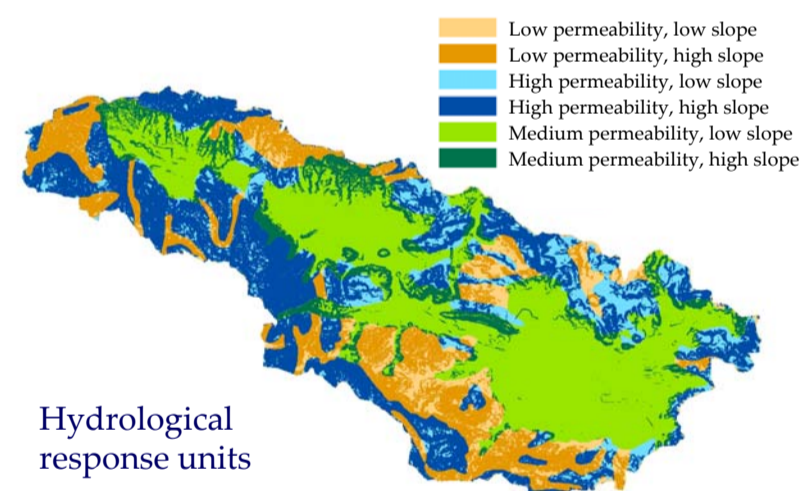 Low permeability, low slope
Low permeability, high slope
High permeability, low slope
High permeability, high slope
Medium permeability, low slope
Medium permeability, high slope
Hydrological
response units